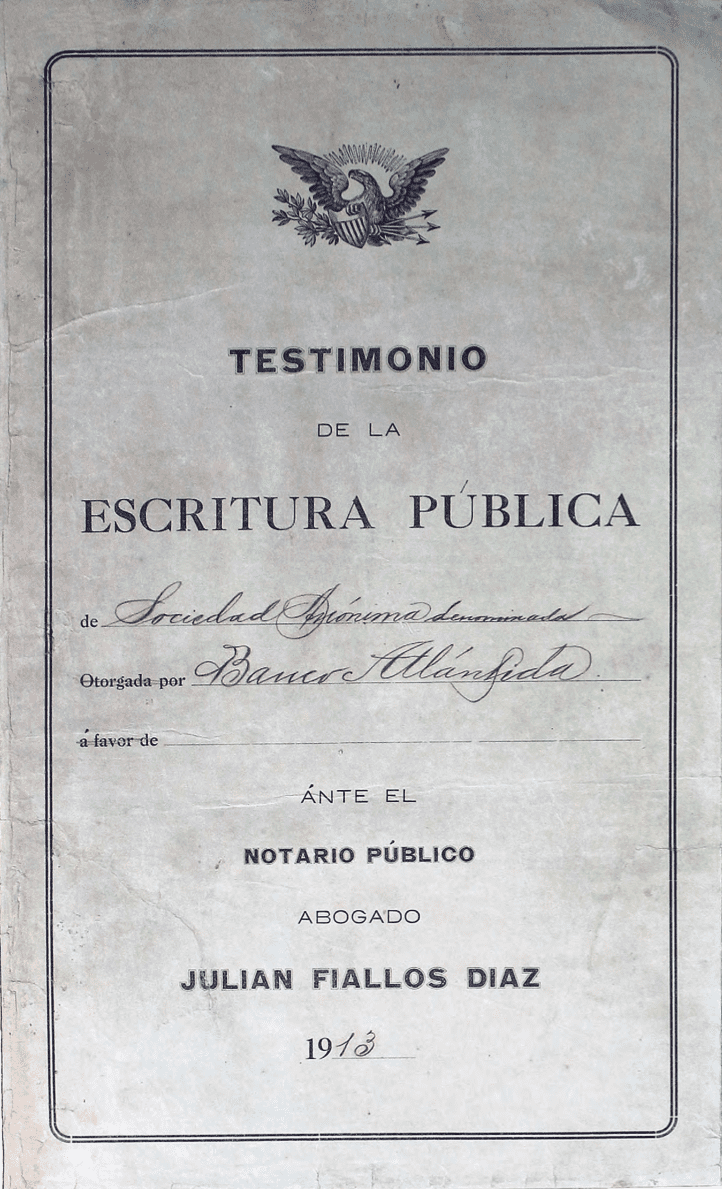 TESTIMONIO
DE LA
ESCRITURA PÚBLICA
de Sociedad Anónima denominada
Otorgada por Banco Atlántida.
á favor de
ÁNTE EL
NOTARIO PÚBLICO
ABOGADO
JULIAN FIALLOS DIAZ
1913